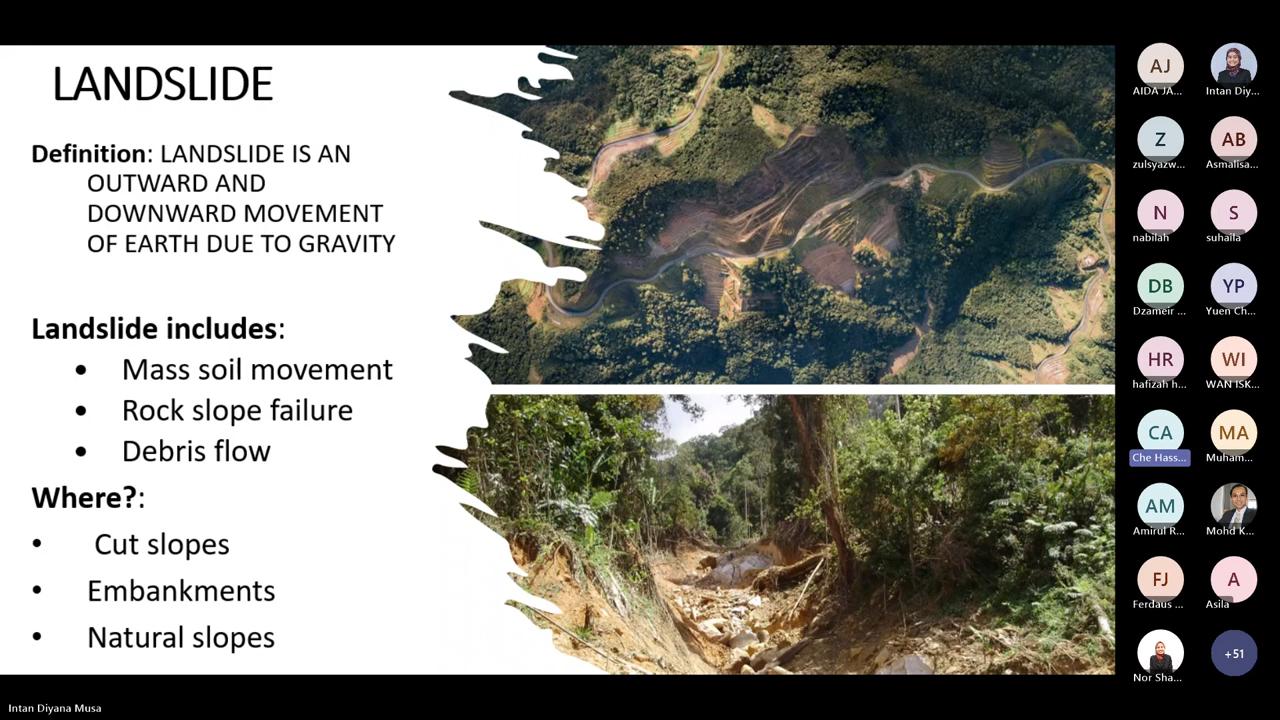 LANDSLIDE
Definition: LANDSLIDE IS AN
OUTWARD AND
DOWNWARD MOVEMENT
OF EARTH DUE TO GRAVITY
Landslide includes:
• Mass soil movement
• Rock slope failure
• Debris flow
Where?:
• Cut slopes
• Embankments
• Natural slopes
AJ
AIDA JA...
Intan Diy...
Z
zulsyazw...
AB
Asmalisa...
N
nabilah
S
suhaila
DB
Dzameir ...
YP
Yuen Ch...
HR
hafizah h...
WI
WAN ISK...
CA
Che Hass...
MA
Muham...
AM
Amirul R...
Mohd K...
FJ
Ferdaus ...
A
Asila
Nor Sha...
+51
Intan Diyana Musa